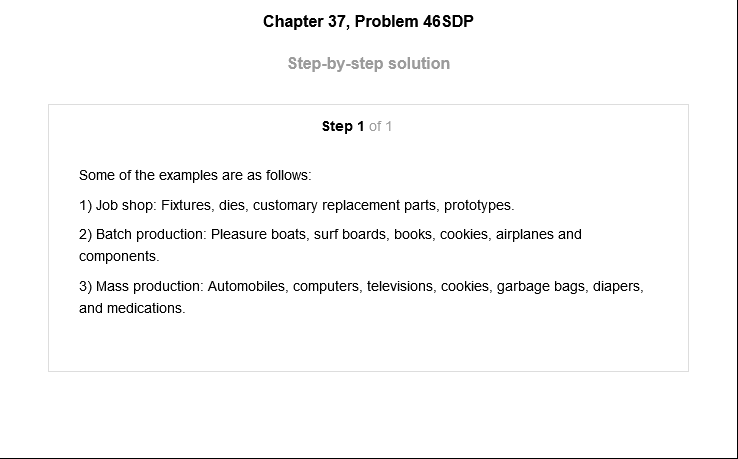 Chapter 37, Problem 46SDP
Step-by-step solution
Step 1 of 1
Some of the examples are as follows:
1) Job shop: Fixtures, dies, customary replacement parts, prototypes.
2) Batch production: Pleasure boats, surf boards, books, cookies, airplanes and
components.
3) Mass production: Automobiles, computers, televisions, cookies, garbage bags, diapers,
and medications.